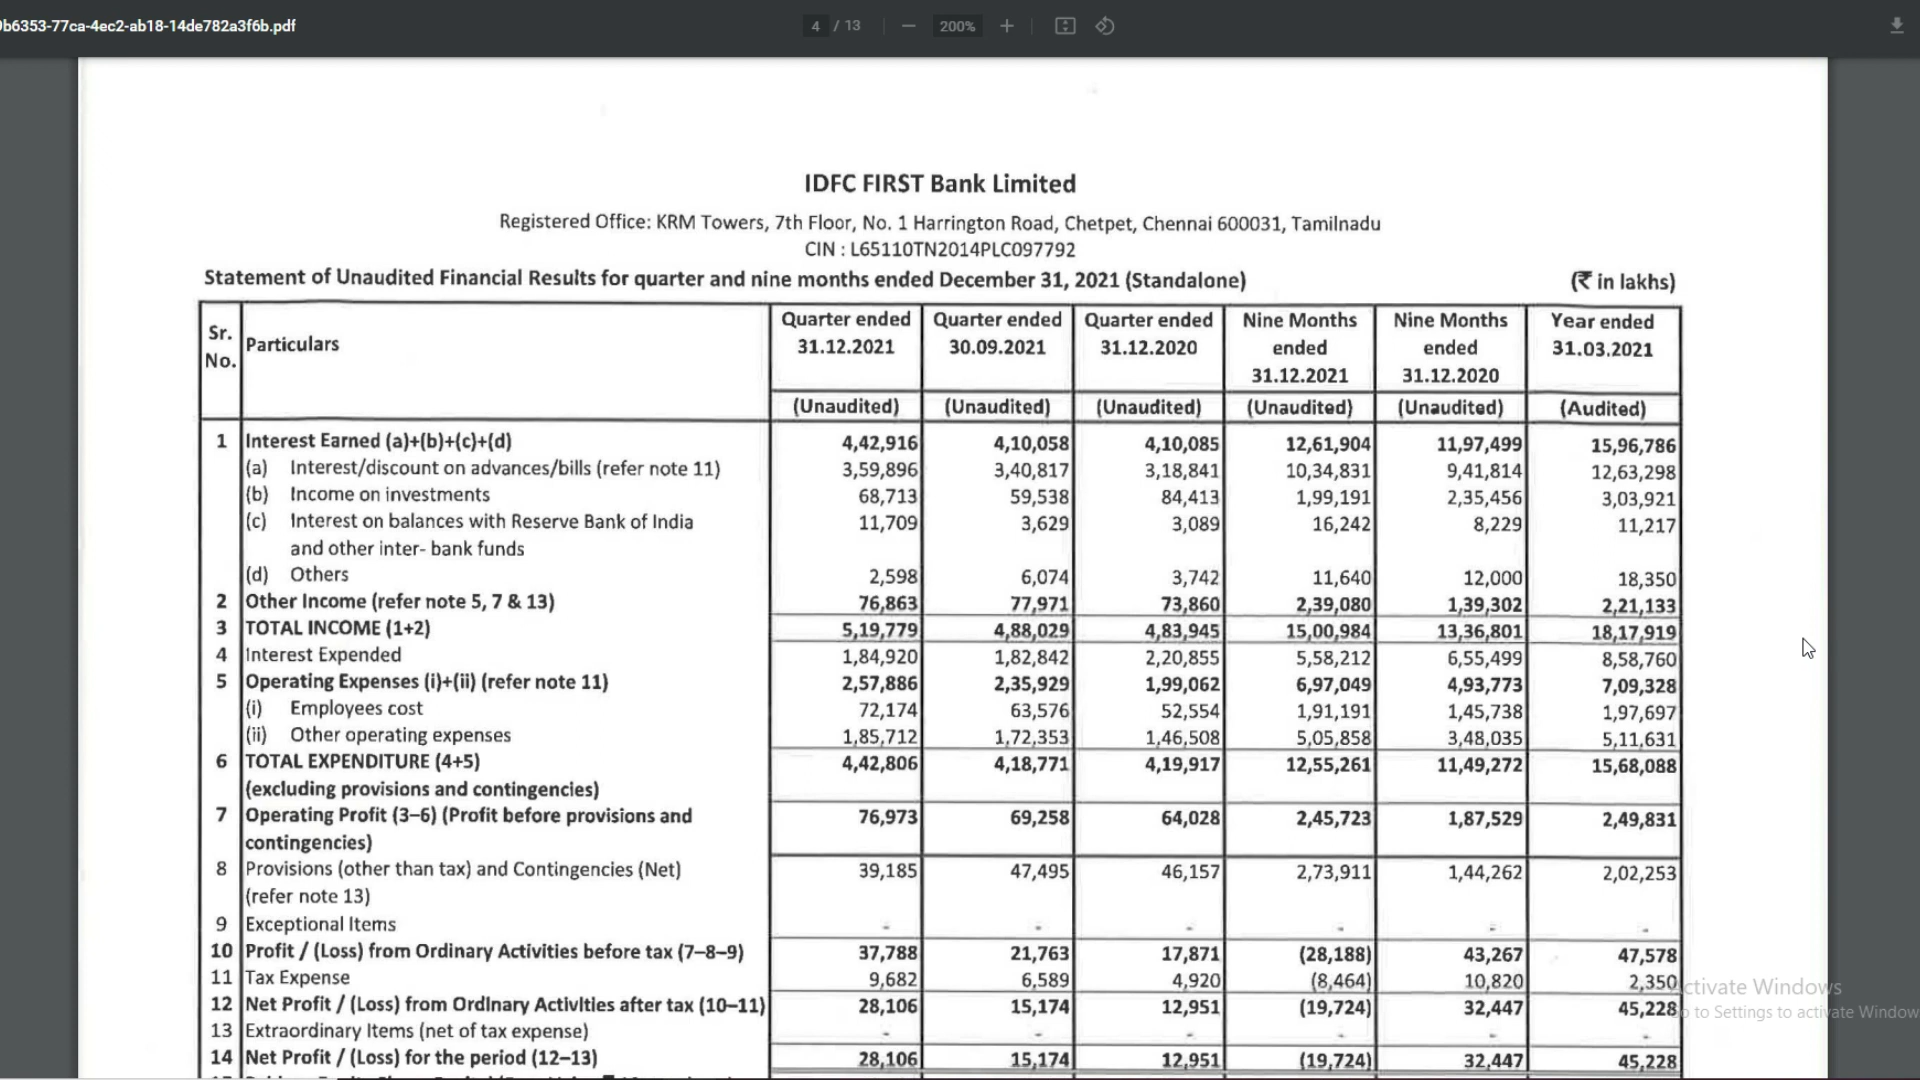 9b6353-77ca-4ec2-ab18-14de782a3f6b.pdf
4 / 13 — 200% +
IDFC FIRST Bank Limited
Registered Office: KRM Towers, 7th Floor, No. 1 Harrington Road, Chetpet, Chennai 600031, Tamilnadu
CIN : L65110TN2014PLC097792
Statement of Unaudited Financial Results for quarter and nine months ended December 31, 2021 (Standalone) (₹ in lakhs)
Sr. No. Particulars Quarter ended 31.12.2021 Quarter ended 30.09.2021 Quarter ended 31.12.2020 Nine Months ended 31.12.2021 Nine Months ended 31.12.2020 Year ended 31.03.2021
(Unaudited) (Unaudited) (Unaudited) (Unaudited) (Unaudited) (Audited)
1 Interest Earned (a)+(b)+(c)+(d) 4,42,916 4,10,058 4,10,085 12,61,904 11,97,499 15,96,786
(a) Interest/discount on advances/bills (refer note 11) 3,59,896 3,40,817 3,18,841 10,34,831 9,41,814 12,63,298
(b) Income on investments 68,713 59,538 84,413 1,99,191 2,35,456 3,03,921
(c) Interest on balances with Reserve Bank of India 11,709 3,629 3,089 16,242 8,229 11,217
and other inter- bank funds
(d) Others 2,598 6,074 3,742 11,640 12,000 18,350
2 Other Income (refer note 5, 7 & 13) 76,863 77,971 73,860 2,39,080 1,39,302 2,21,133
3 TOTAL INCOME (1+2) 5,19,779 4,88,029 4,83,945 15,00,984 13,36,801 18,17,919
4 Interest Expended 1,84,920 1,82,842 2,20,855 5,58,212 6,55,499 8,58,760
5 Operating Expenses (i)+(ii) (refer note 11) 2,57,886 2,35,929 1,99,062 6,97,049 4,93,773 7,09,328
(i) Employees cost 72,174 63,576 52,554 1,91,191 1,45,738 1,97,697
(ii) Other operating expenses 1,85,712 1,72,353 1,46,508 5,05,858 3,48,035 5,11,631
6 TOTAL EXPENDITURE (4+5) 4,42,806 4,18,771 4,19,917 12,55,261 11,49,272 15,68,088
(excluding provisions and contingencies)
7 Operating Profit (3–6) (Profit before provisions and 76,973 69,258 64,028 2,45,723 1,87,529 2,49,831
contingencies)
8 Provisions (other than tax) and Contingencies (Net) 39,185 47,495 46,157 2,73,911 1,44,262 2,02,253
(refer note 13)
9 Exceptional Items - - - - - -
10 Profit / (Loss) from Ordinary Activities before tax (7–8–9) 37,788 21,763 17,871 (28,188) 43,267 47,578
11 Tax Expense 9,682 6,589 4,920 (8,464) 10,820 2,350
12 Net Profit / (Loss) from Ordinary Activities after tax (10–11) 28,106 15,174 12,951 (19,724) 32,447 45,228
13 Extraordinary Items (net of tax expense) - - - - - -
14 Net Profit / (Loss) for the period (12–13) 28,106 15,174 12,951 (19,724) 32,447 45,228
Activate Windows
Go to Settings to activate Window